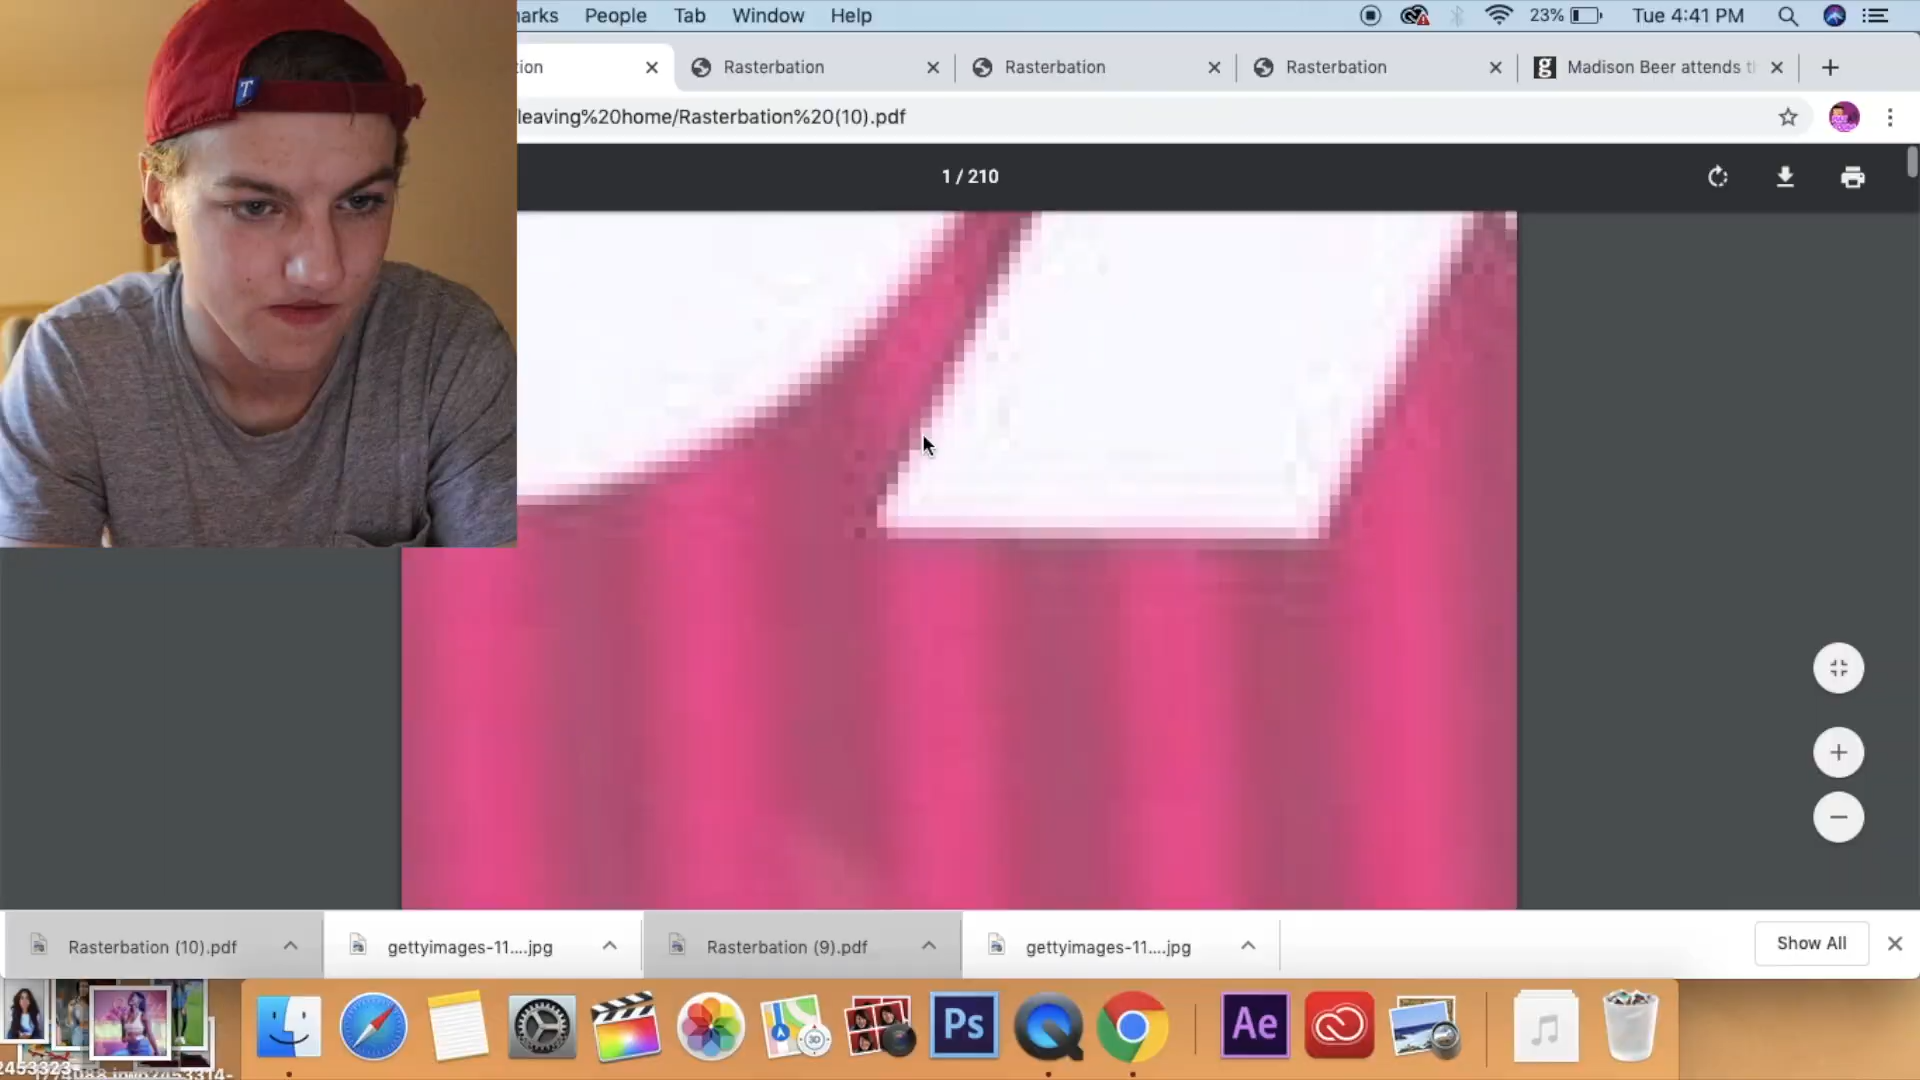 arks People Tab Window Help 23% Tue 4:41 PM
tion Rasterbation Rasterbation Rasterbation Madison Beer attends t
leaving%20home/Rasterbation%20(10).pdf
1 / 210
T
Rasterbation (10).pdf gettyimages-11....jpg Rasterbation (9).pdf gettyimages-11....jpg Show All
3D Ps Ae